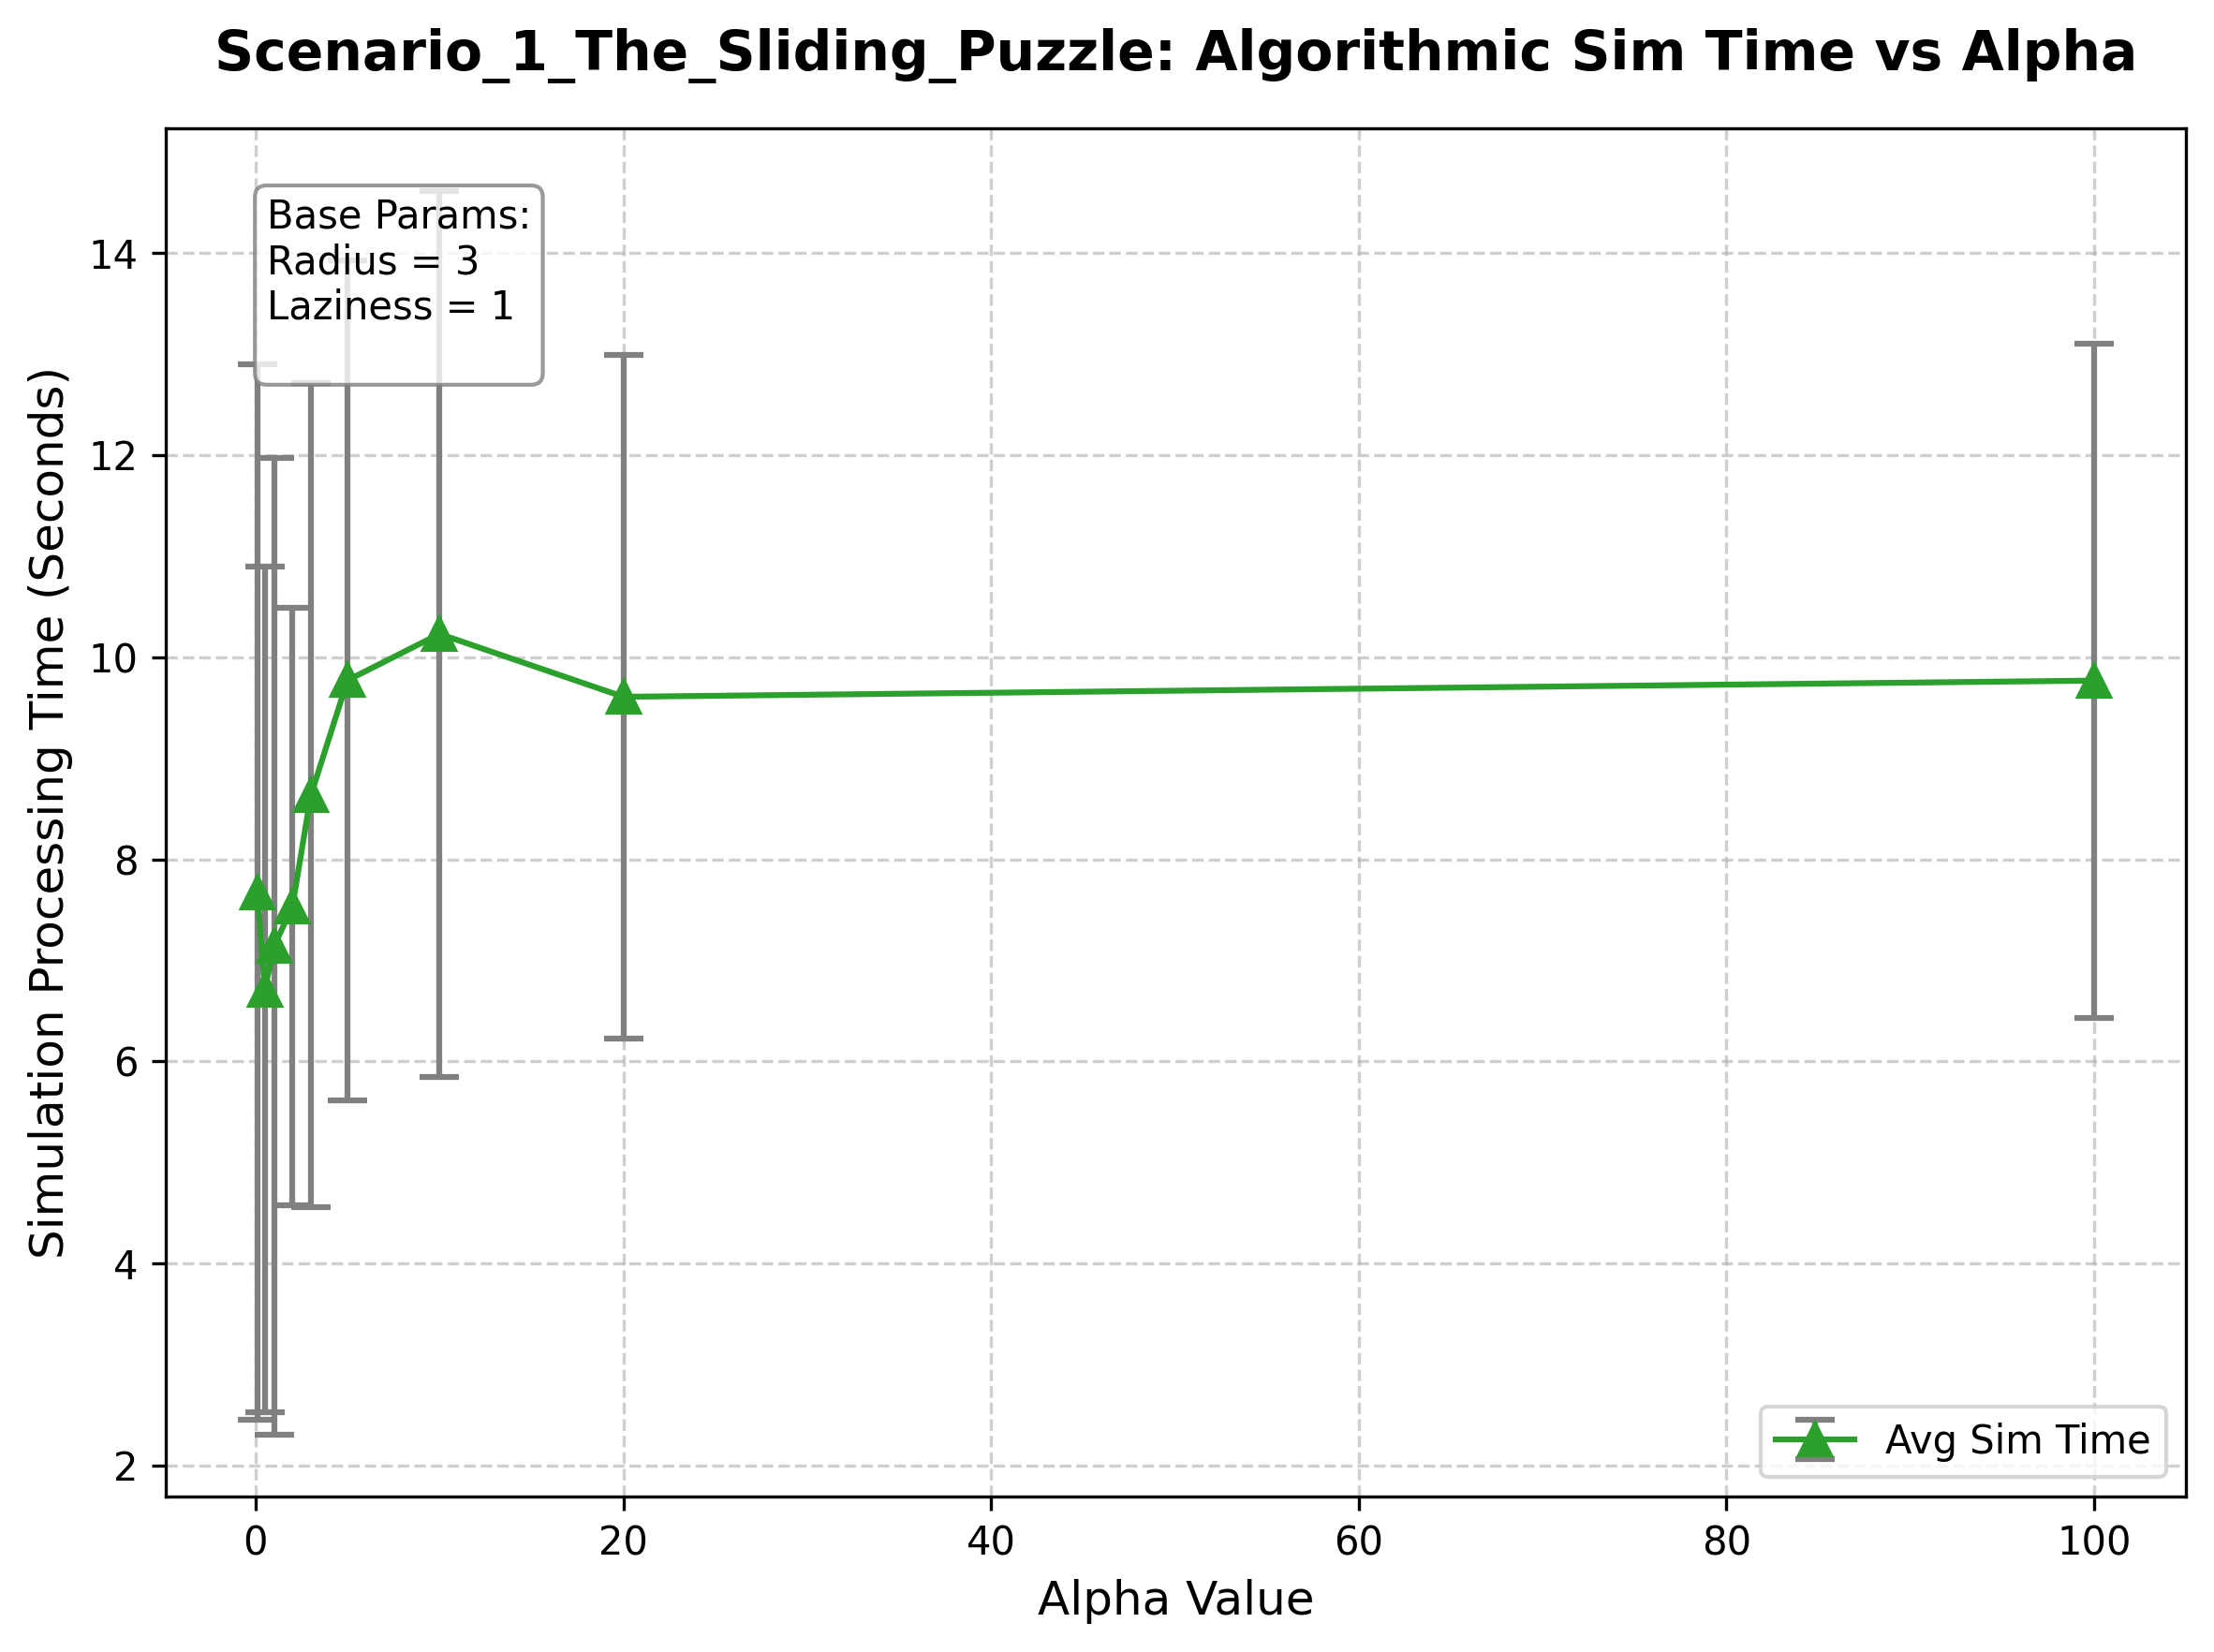 Scenario_1_The_Sliding_Puzzle: Algorithmic Sim Time vs Alpha
Base Params:
Radius = 3
Laziness = 1
Simulation Processing Time (Seconds)
14
12
10
8
6
4
2
0
20
40
60
80
100
Alpha Value
Avg Sim Time